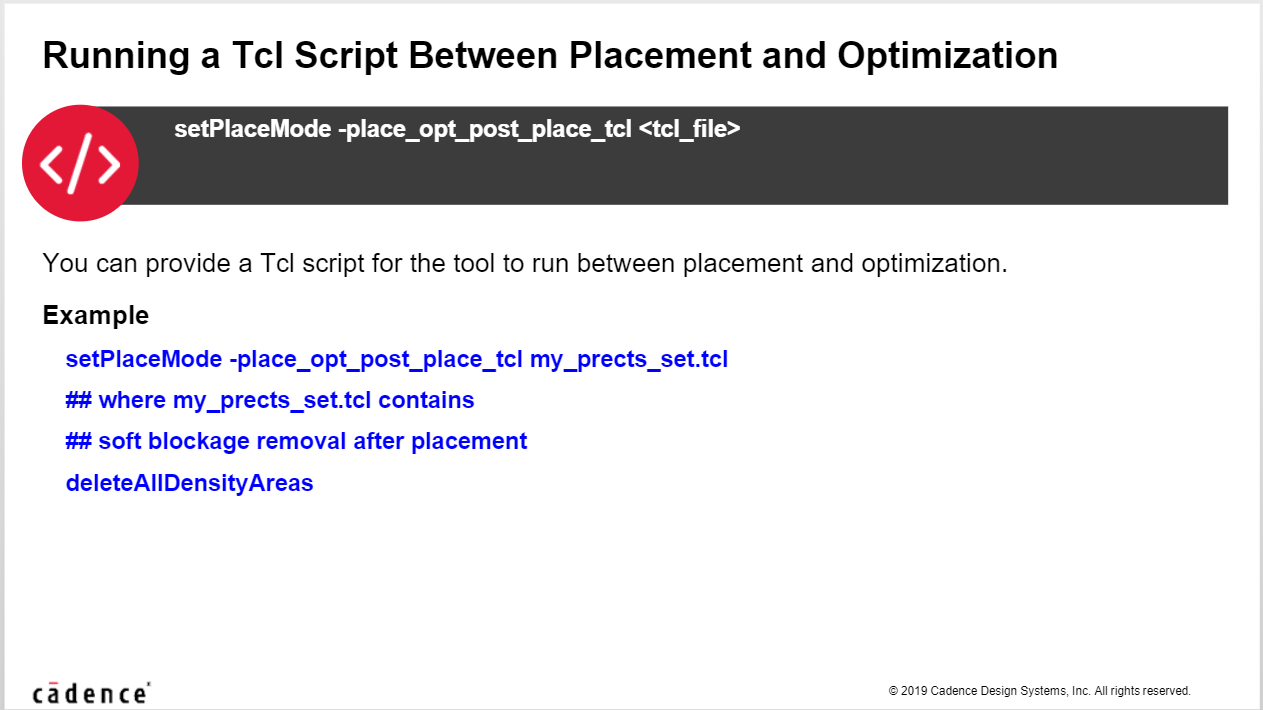 Running a Tcl Script Between Placement and Optimization
</>
setPlaceMode -place_opt_post_place_tcl <tcl_file>
You can provide a Tcl script for the tool to run between placement and optimization.
Example
setPlaceMode -place_opt_post_place_tcl my_prects_set.tcl
## where my_prects_set.tcl contains
## soft blockage removal after placement
deleteAllDensityAreas
cādence
© 2019 Cadence Design Systems, Inc. All rights reserved.